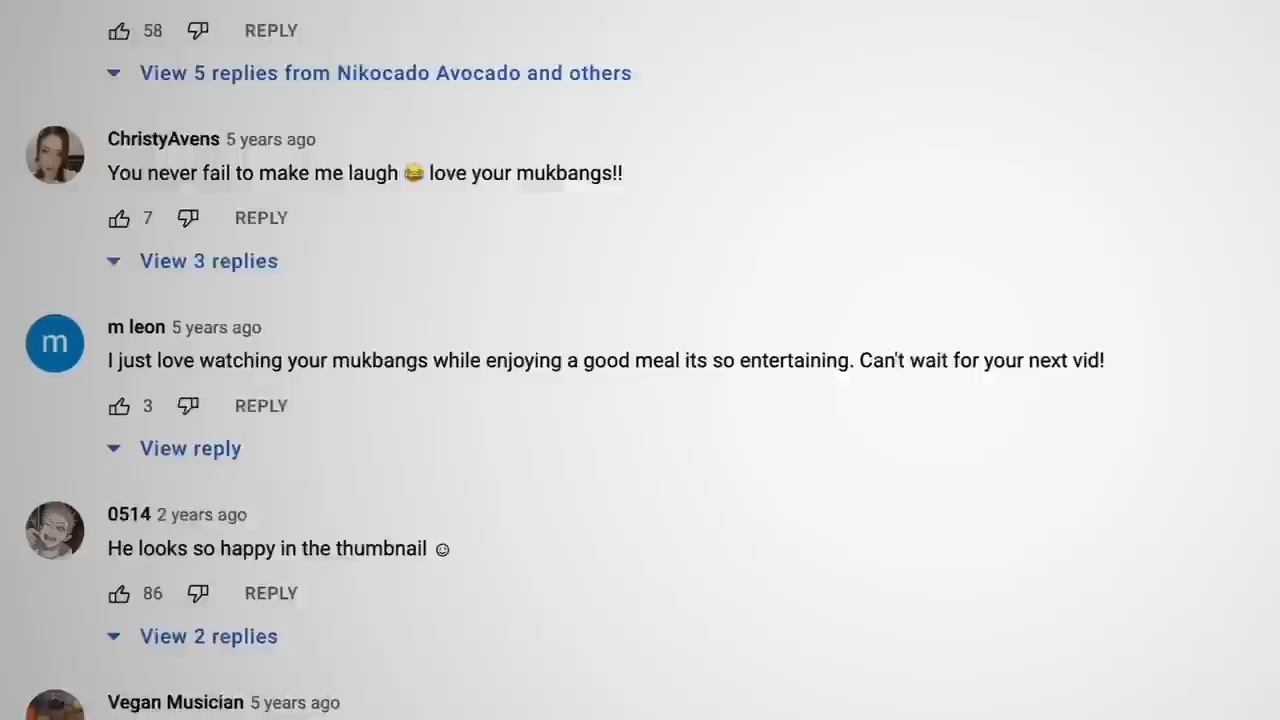 58 REPLY
View 5 replies from Nikocado Avocado and others
ChristyAvens 5 years ago
You never fail to make me laugh 😂 love your mukbangs!!
7 REPLY
View 3 replies
m
m leon 5 years ago
I just love watching your mukbangs while enjoying a good meal its so entertaining. Can't wait for your next vid!
3 REPLY
View reply
0514 2 years ago
He looks so happy in the thumbnail ☺
86 REPLY
View 2 replies
Vegan Musician 5 years ago